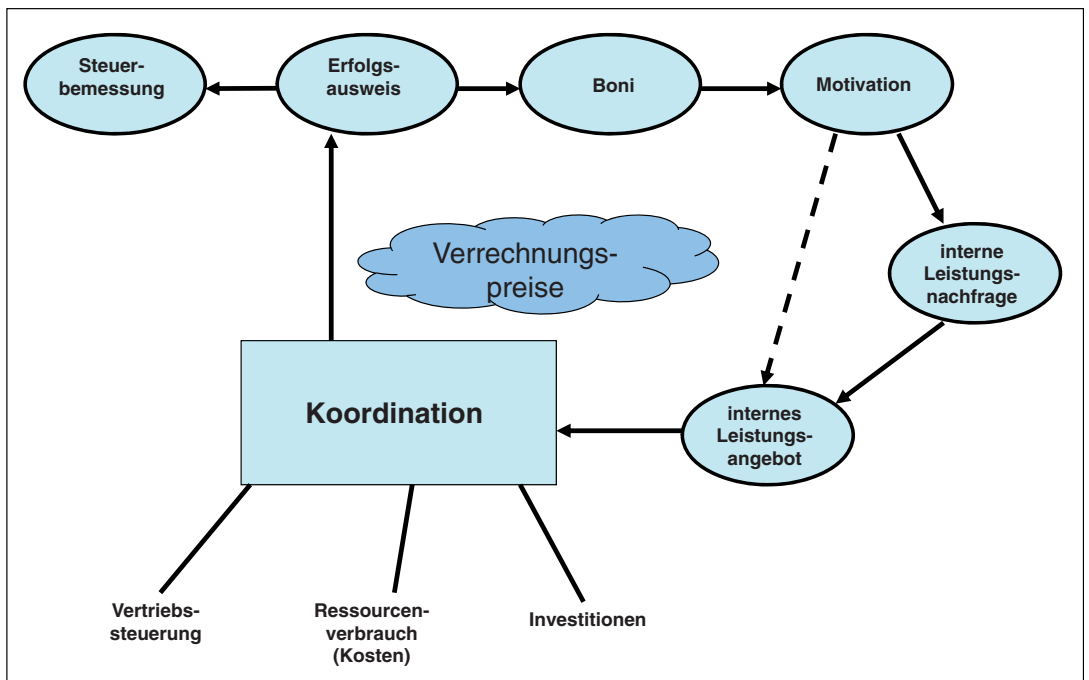 Steuer-
bemessung
Erfolgs-
ausweis
Boni
Motivation
Verrechnungs-
preise
interne
Leistungs-
nachfrage
Koordination
internes
Leistungs-
angebot
Vertriebs-
steuerung
Ressourcen-
verbrauch
(Kosten)
Investitionen